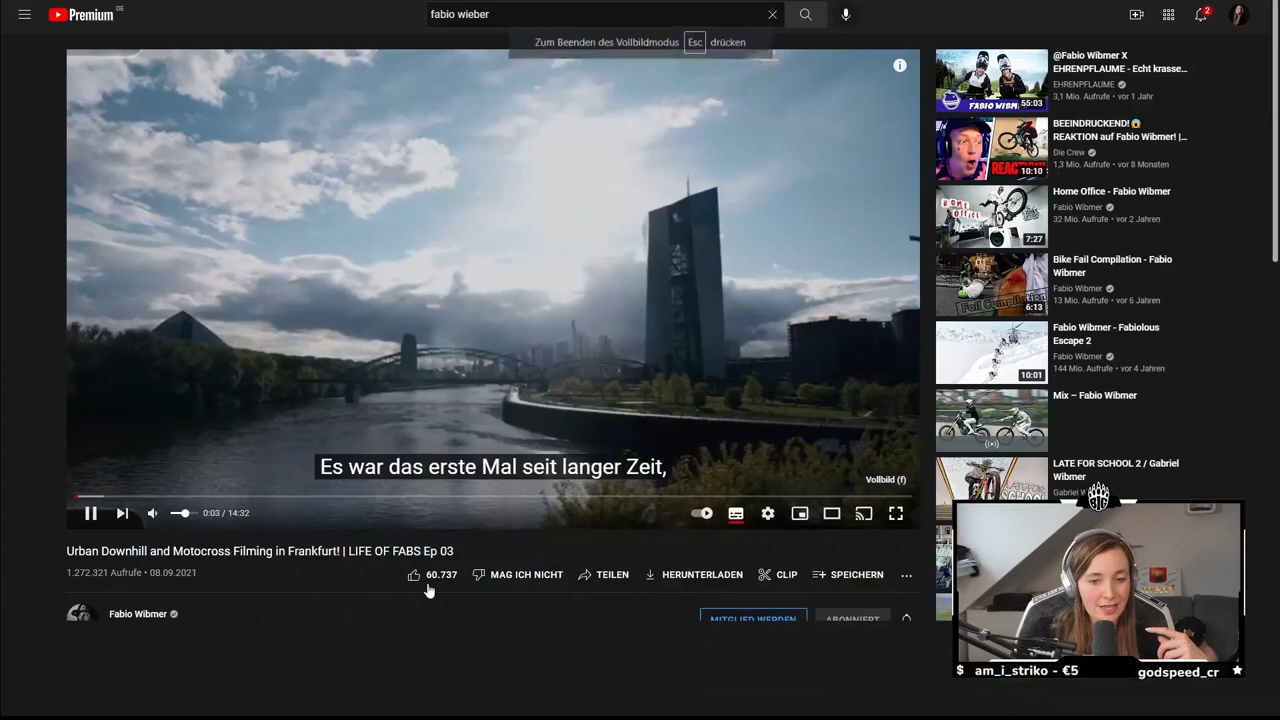 Premium DE
fabio wieber
2
Zum Beenden des Vollbildmodus Esc drücken
Es war das erste Mal seit langer Zeit,
Vollbild (f)
0:03 / 14:32
Urban Downhill and Motocross Filming in Frankfurt! | LIFE OF FABS Ep 03
1.272.321 Aufrufe • 08.09.2021
60.737
MAG ICH NICHT
TEILEN
HERUNTERLADEN
CLIP
SPEICHERN
Fabio Wibmer
MITGLIED WERDEN
ABONNIERT
@Fabio Wibmer X
EHRENPFLAUME - Echt krasse...
EHRENPFLAUME
3,1 Mio. Aufrufe • vor 1 Jahr
55:03
BEEINDRUCKEND!😱
REAKTION auf Fabio Wibmer! |...
Die Crew
1,3 Mio. Aufrufe • vor 8 Monaten
10:10
Home Office - Fabio Wibmer
Fabio Wibmer
32 Mio. Aufrufe • vor 2 Jahren
HOME
OFFICE
7:27
Bike Fail Compilation - Fabio
Wibmer
Fabio Wibmer
13 Mio. Aufrufe • vor 6 Jahren
Fail Compilation
6:13
Fabio Wibmer - Fabiolous
Escape 2
Fabio Wibmer
144 Mio. Aufrufe • vor 4 Jahren
10:01
Mix – Fabio Wibmer
LATE FOR SCHOOL 2 / Gabriel
Wibmer
Gabriel
$ am_i_striko - €5
godspeed_cr